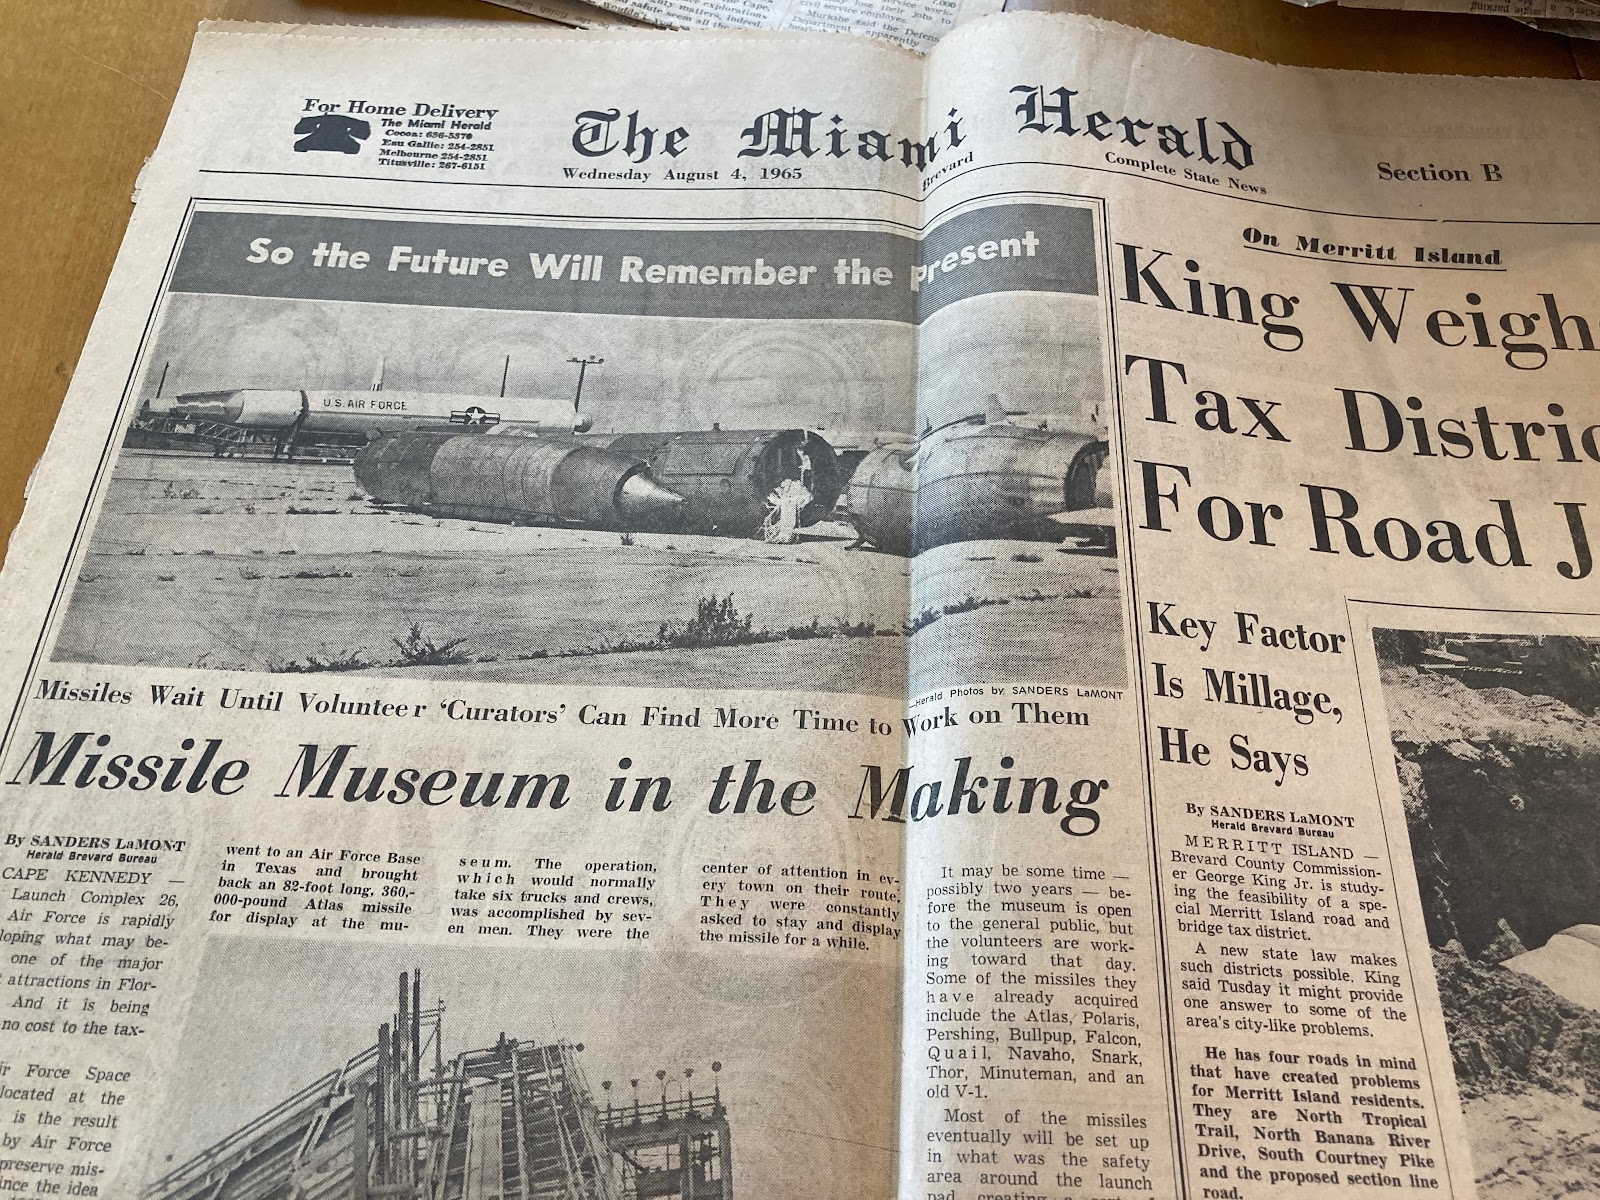 For Home Delivery
The Miami Herald
Cocoa: 636-5370
Eau Gallie: 254-2851
Melbourne 254-2851
Titusville: 267-6151
The Miami Herald
Wednesday August 4, 1965
Brevard
Complete State News
Section B
So the Future Will Remember the present
U.S. AIR FORCE
—Herald Photos by SANDERS LaMONT
Missiles Wait Until Volunteer 'Curators' Can Find More Time to Work on Them
Missile Museum in the Making
By SANDERS LaMONT
Herald Brevard Bureau
CAPE KENNEDY —
Launch Complex 26,
Air Force is rapidly
loping what may be-
one of the major
attractions in Flor-
And it is being
no cost to the tax-
Force Space
located at the
is the result
by Air Force
preserve mis-
the idea
went to an Air Force Base
in Texas and brought
back an 82-foot long, 360,-
000-pound Atlas missile
for display at the mu-
seum. The operation,
which would normally
take six trucks and crews,
was accomplished by sev-
en men. They were the
center of attention in ev-
ery town on their route.
They were constantly
asked to stay and display
the missile for a while.
It may be some time —
possibly two years — be-
fore the museum is open
to the general public, but
the volunteers are work-
ing toward that day.
Some of the missiles they
have already acquired
include the Atlas, Polaris,
Pershing, Bullpup, Falcon,
Quail, Navaho, Snark,
Thor, Minuteman, and an
old V-1.
Most of the missiles
eventually will be set up
in what was the safety
area around the launch
pad, creating a
On Merritt Island
King Weigh
Tax Distric
For Road J
Key Factor
Is Millage,
He Says
By SANDERS LaMONT
Herald Brevard Bureau
MERRITT ISLAND —
Brevard County Commission-
er George King Jr. is study-
ing the feasibility of a spe-
cial Merritt Island road and
bridge tax district.
A new state law makes
such districts possible. King
said Tusday it might provide
one answer to some of the
area's city-like problems.
He has four roads in mind
that have created problems
for Merritt Island residents.
They are North Tropical
Trail, North Banana River
Drive, South Courtney Pike
and the proposed section line
road.